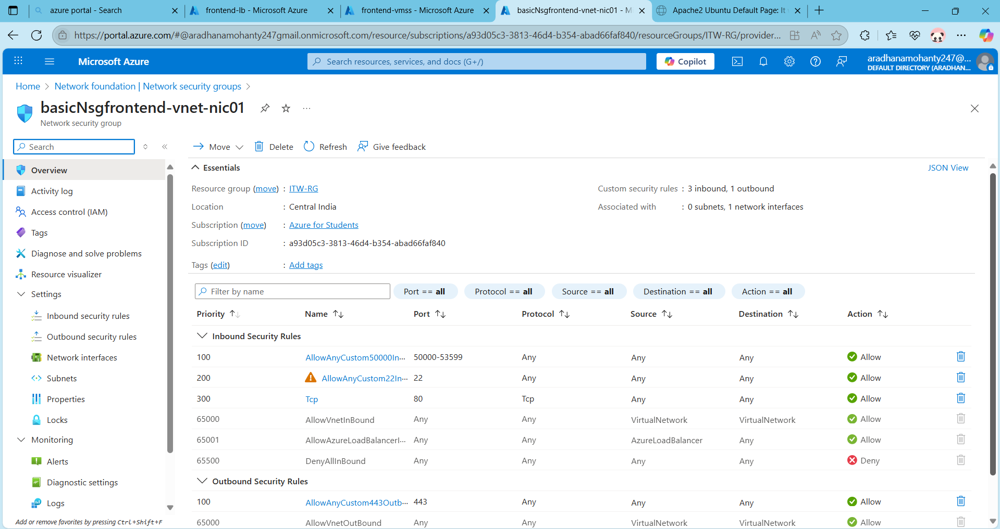 azure portal - Search
frontend-lb - Microsoft Azure
frontend-vmss - Microsoft Azure
basicNsgfrontend-vnet-nic01 - M
Apache2 Ubuntu Default Page: It
https://portal.azure.com/#@aradhanamohanty247gmail.onmicrosoft.com/resource/subscriptions/a93d05c3-3813-46d4-b354-abad66faf840/resourceGroups/ITW-RG/provider...
Microsoft Azure
Search resources, services, and docs (G+/)
Copilot
aradhanamohanty247@...
DEFAULT DIRECTORY (ARADHAN...
Home > Network foundation | Network security groups >
basicNsgfrontend-vnet-nic01
Network security group
Search
Move
Delete
Refresh
Give feedback
Overview
Activity log
Access control (IAM)
Tags
Diagnose and solve problems
Resource visualizer
Settings
Inbound security rules
Outbound security rules
Network interfaces
Subnets
Properties
Locks
Monitoring
Alerts
Diagnostic settings
Logs
Add or remove favorites by pressing Ctrl+Shift+F
Essentials
JSON View
Resource group (move) : ITW-RG
Location : Central India
Subscription (move) : Azure for Students
Subscription ID : a93d05c3-3813-46d4-b354-abad66faf840
Tags (edit) : Add tags
Custom security rules : 3 inbound, 1 outbound
Associated with : 0 subnets, 1 network interfaces
Filter by name
Port == all
Protocol == all
Source == all
Destination == all
Action == all
Priority Name Port Protocol Source Destination Action
Inbound Security Rules
100 AllowAnyCustom50000In... 50000-53599 Any Any Any Allow
200 AllowAnyCustom22In... 22 Any Any Any Allow
300 Tcp 80 Tcp Any Any Allow
65000 AllowVnetInBound Any Any VirtualNetwork VirtualNetwork Allow
65001 AllowAzureLoadBalancerI... Any Any AzureLoadBalancer Any Allow
65500 DenyAllInBound Any Any Any Any Deny
Outbound Security Rules
100 AllowAnyCustom443Outb... 443 Any Any Any Allow
65000 AllowVnetOutBound Any Any VirtualNetwork VirtualNetwork Allow